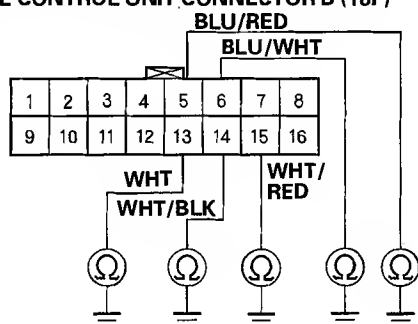 CONTROL UNIT CONNECTOR
BLU/RED
BLU/WHT
1 2 3 4 5 6 7 8
9 10 11 12 13 14 15 16
WHT
WHT/
RED
WHT/BLK
Ω Ω Ω Ω Ω